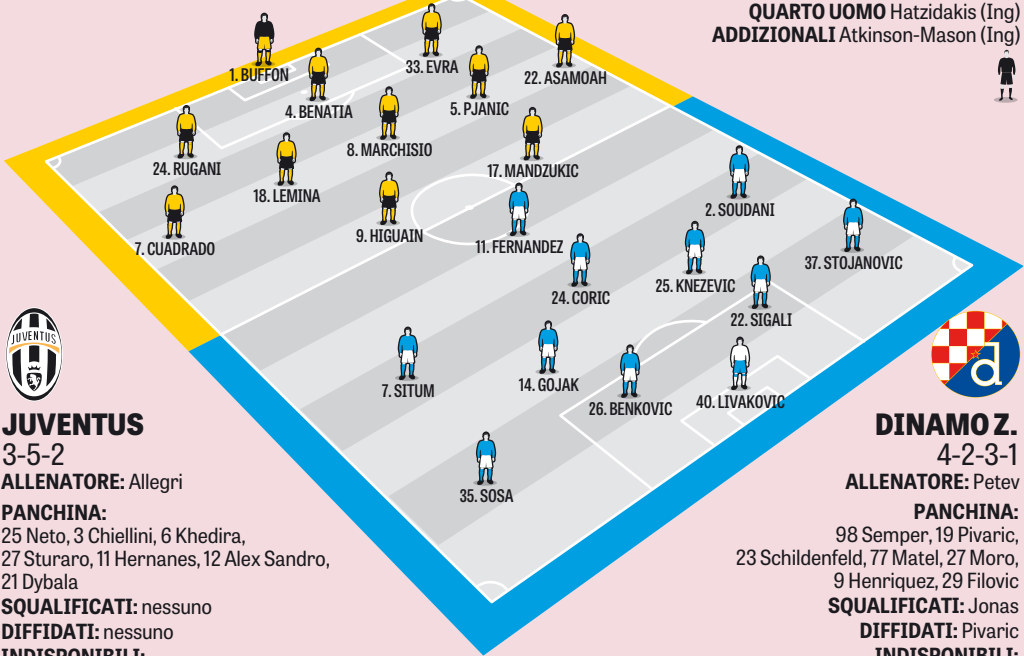 QUARTO UOMO Hatzidakis (Ing)
ADDIZIONALI Atkinson-Mason (Ing)
1. BUFFON
33. EVRA
22. ASAMOAH
4. BENATIA
5. PJANIC
8. MARCHISIO
24. RUGANI
17. MANDZUKIC
18. LEMINA
9. HIGUAIN
7. CUADRADO
2. SOUDANI
11. FERNANDEZ
37. STOJANOVIC
25. KNEZEVIC
24. CORIC
22. SIGALI
7. SITUM
14. GOJAK
26. BENKOVIC
40. LIVAKOVIC
35. SOSA
JUVENTUS
JUVENTUS
3-5-2
ALLENATORE: Allegri
PANCHINA:
25 Neto, 3 Chiellini, 6 Khedira,
27 Sturaro, 11 Hernanes, 12 Alex Sandro,
21 Dybala
SQUALIFICATI: nessuno
DIFFIDATI: nessuno
INDISPONIBILI:
d
DINAMO Z.
4-2-3-1
ALLENATORE: Petev
PANCHINA:
98 Semper, 19 Pivaric,
23 Schildenfeld, 77 Matel, 27 Moro,
9 Henriquez, 29 Filovic
SQUALIFICATI: Jonas
DIFFIDATI: Pivaric
INDISPONIBILI: